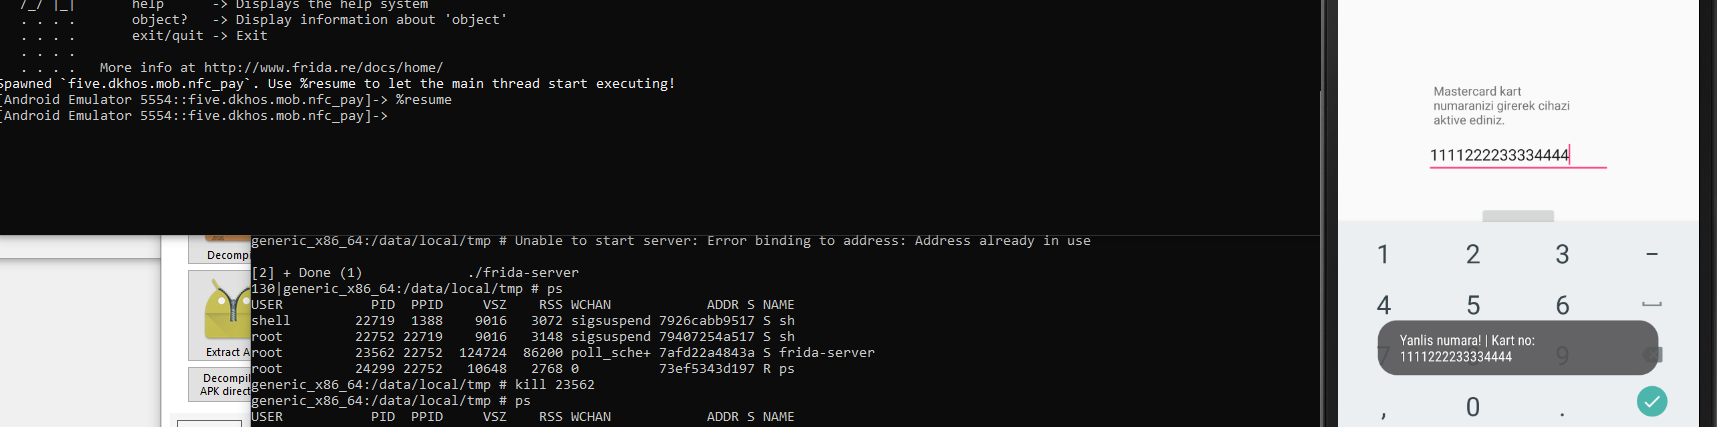 /_/ |_|       help      -> Displays the help system
. . . .       object?   -> Display information about 'object'
. . . .       exit/quit -> Exit
. . . .
. . . .   More info at http://www.frida.re/docs/home/
Spawned `five.dkhos.mob.nfc_pay`. Use %resume to let the main thread start executing!
[Android Emulator 5554::five.dkhos.mob.nfc_pay]-> %resume
[Android Emulator 5554::five.dkhos.mob.nfc_pay]->
Decompi
Extract A
Decompil
APK direct
generic_x86_64:/data/local/tmp # Unable to start server: Error binding to address: Address already in use
[2] + Done (1)             ./frida-server
130|generic_x86_64:/data/local/tmp # ps
USER           PID  PPID     VSZ    RSS WCHAN            ADDR S NAME
shell        22719  1388    9016   3072 sigsuspend 7926cabb9517 S sh
root         22752 22719    9016   3148 sigsuspend 79407254a517 S sh
root         23562 22752  124724  86200 poll_sche+ 7afd22a4843a S frida-server
root         24299 22752   10648   2768 0          73ef5343d197 R ps
generic_x86_64:/data/local/tmp # kill 23562
generic_x86_64:/data/local/tmp # ps
USER           PID  PPID     VSZ    RSS WCHAN            ADDR S NAME
Mastercard kart
numaranizi girerek cihazi
aktive ediniz.
1111222233334444
1 2 3 -
4 5 6
Yanlis numara! | Kart no:
1111222233334444
7 9
, 0 .